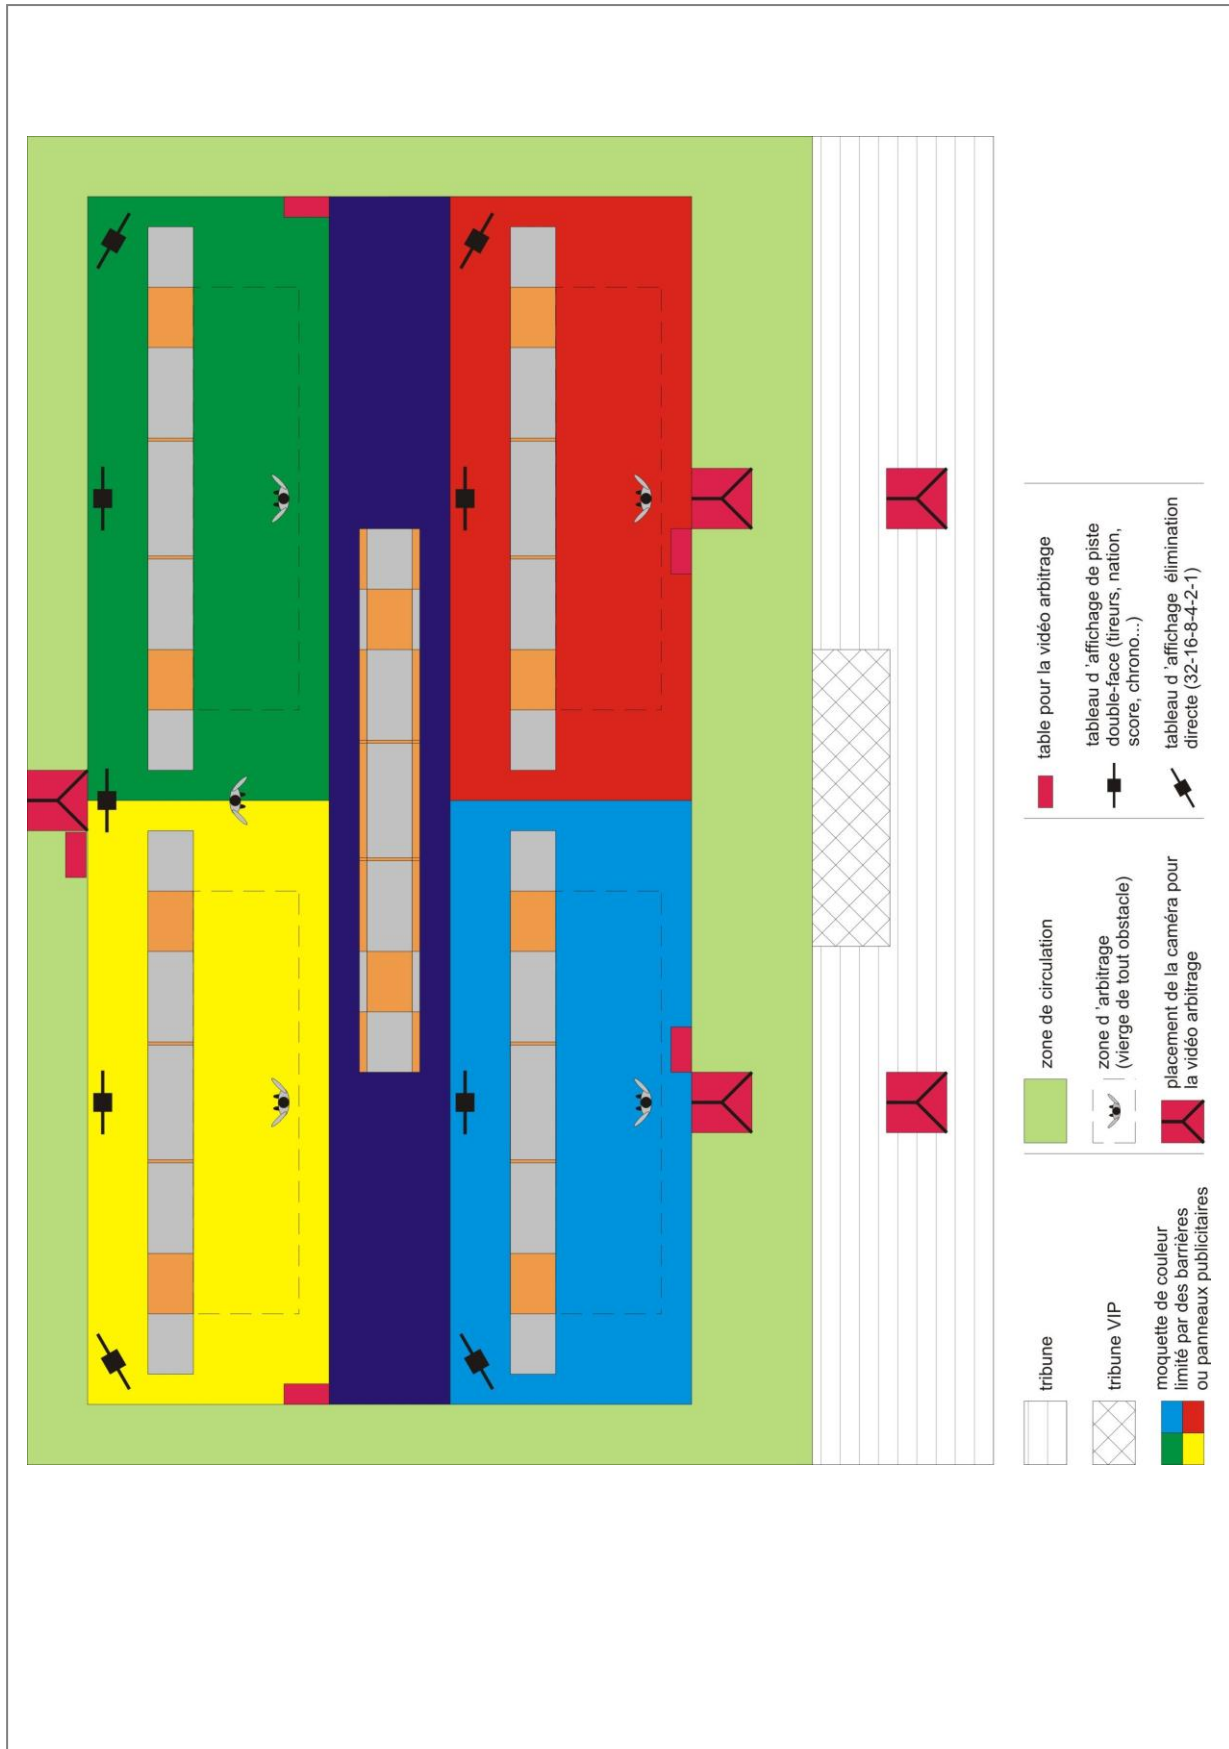 tribune
tribune VIP
moquette de couleur
limité par des barrières
ou panneaux publicitaires
zone de circulation
zone d 'arbitrage
(vierge de tout obstacle)
placement de la caméra pour
la vidéo arbitrage
table pour la vidéo arbitrage
tableau d 'affichage de piste
double-face (tireurs, nation,
score, chrono...)
tableau d 'affichage élimination
directe (32-16-8-4-2-1)